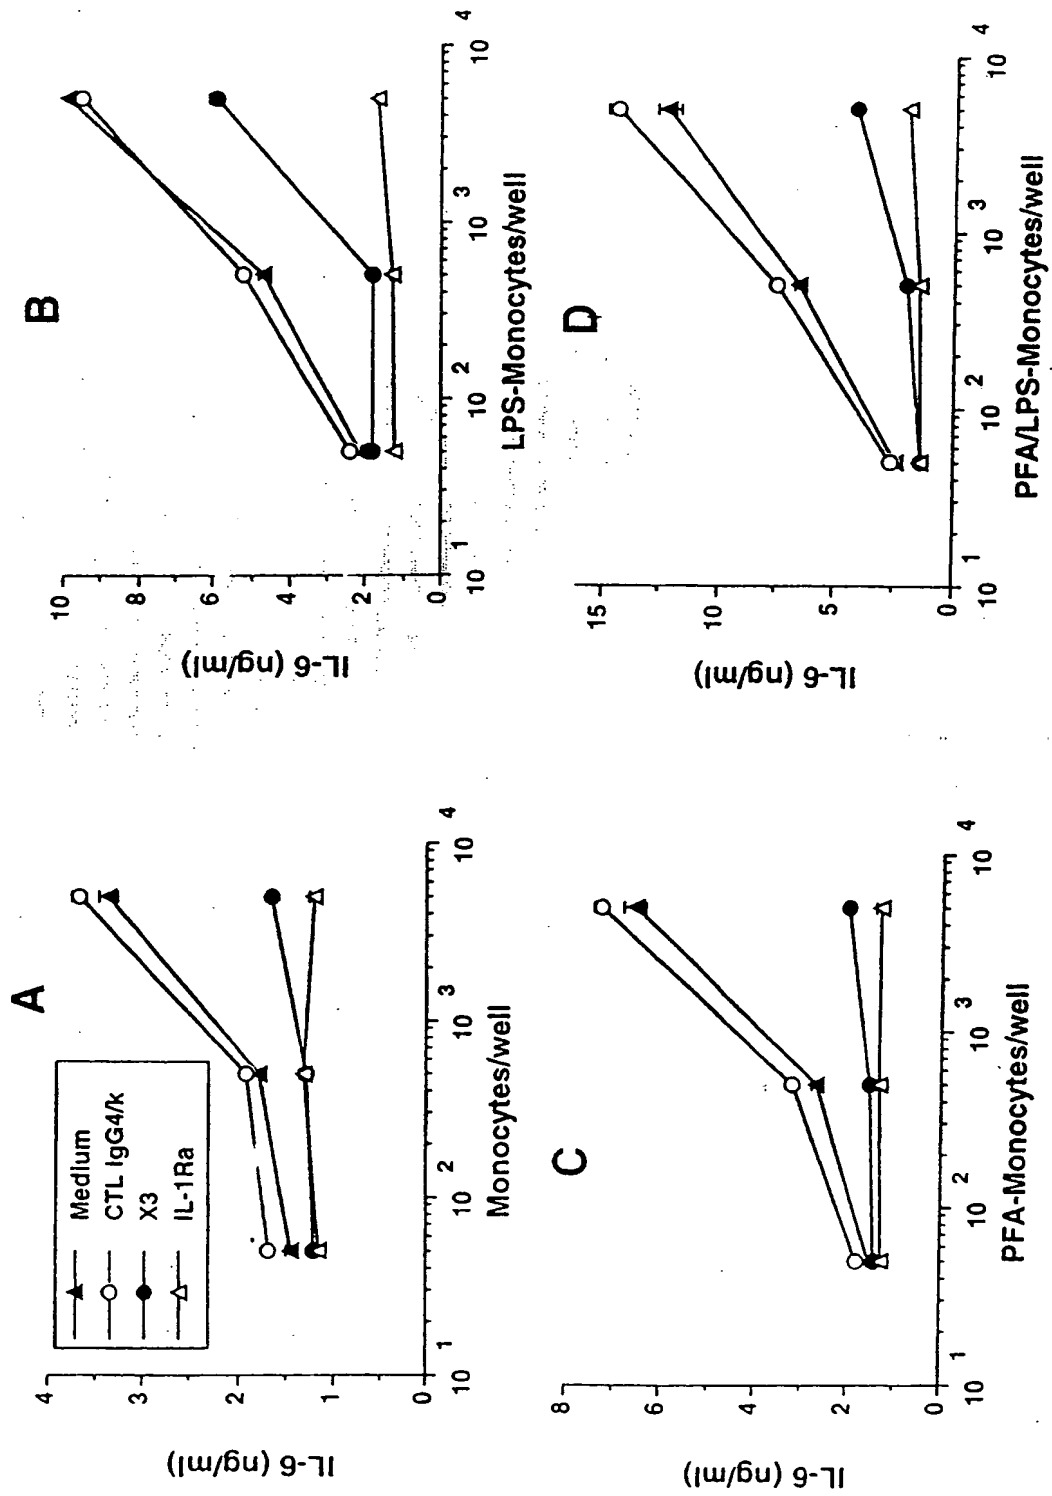 A
4
3
2
1
0
IL-6 (ng/ml)
Medium
CTL IgG4/k
X3
IL-1Ra
10 1
10 2
10 3
10 4
Monocytes/well
B
10
8
6
4
2
0
IL-6 (ng/ml)
10 1
10 2
10 3
10 4
LPS-Monocytes/well
C
8
6
4
2
0
IL-6 (ng/ml)
10 1
10 2
10 3
10 4
PFA-Monocytes/well
D
15
10
5
0
IL-6 (ng/ml)
10 1
10 2
10 3
10 4
PFA/LPS-Monocytes/well